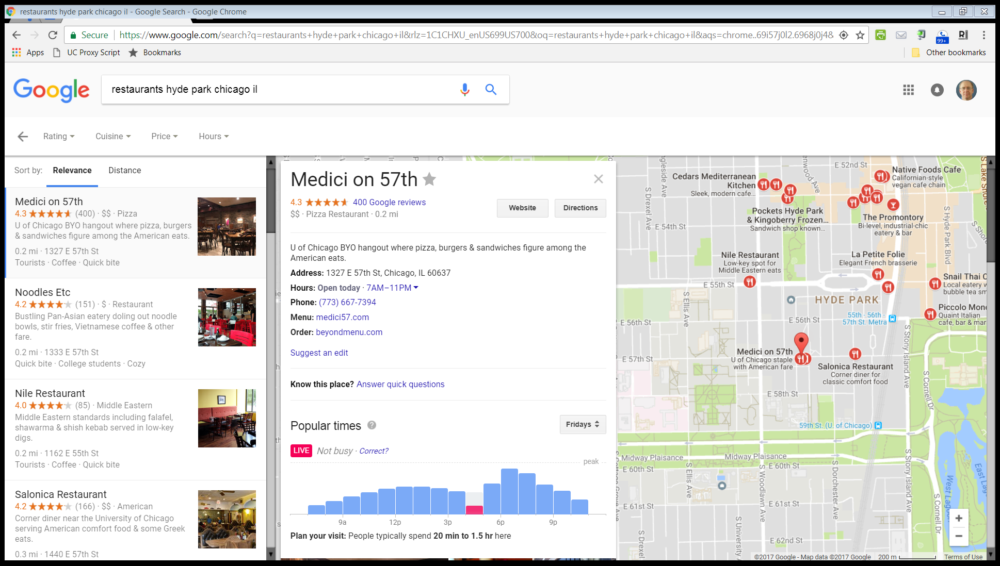 restaurants hyde park chicago il - Google Search - Google Chrome
Secure
https://www.google.com/search?q=restaurants+hyde+park+chicago+il&rlz=1C1CHXU_enUS699US700&oq=restaurants+hyde+park+chicago+il&aqs=chrome..69i57j0l2.6968j0j4&
99+
Apps
UC Proxy Script
Bookmarks
Other bookmarks
Google
restaurants hyde park chicago il
Rating
Cuisine
Price
Hours
Sort by:
Relevance
Distance
Medici on 57th
4.3 (400) · $$ · Pizza
U of Chicago BYO hangout where pizza, burgers
& sandwiches figure among the American eats.
0.2 mi · 1327 E 57th St
Tourists · Coffee · Quick bite
Noodles Etc
4.2 (151) · $ · Restaurant
Bustling Pan-Asian eatery doling out noodle
bowls, stir fries, Vietnamese coffee & other
fare.
0.2 mi · 1333 E 57th St
Quick bite · College students · Cozy
Nile Restaurant
4.0 (85) · Middle Eastern
Middle Eastern standards including falafel,
shawarma & shish kebab served in low-key
digs.
0.2 mi · 1162 E 55th St
Tourists · Coffee · Quick bite
Salonica Restaurant
4.2 (166) · $$ · American
Corner diner near the University of Chicago
serving American comfort food & some Greek
eats.
0.3 mi · 1440 E 57th St
Medici on 57th
4.3 400 Google reviews
$$ · Pizza Restaurant · 0.2 mi
Website
Directions
U of Chicago BYO hangout where pizza, burgers & sandwiches figure among the
American eats.
Address: 1327 E 57th St, Chicago, IL 60637
Hours: Open today · 7AM–11PM
Phone: (773) 667-7394
Menu: medici57.com
Order: beyondmenu.com
Suggest an edit
Know this place? Answer quick questions
Popular times
Fridays
LIVE Not busy · Correct?
peak
9a
12p
3p
6p
9p
Plan your visit: People typically spend 20 min to 1.5 hr here
E 52nd St
Cedars Mediterranean
Kitchen
Sleek, modern cafe...
Native Foods Cafe
Californian-style
vegan cafe chain
S Drexel Ave
Pockets Hyde Park
& Kingoberry Frozen...
Sandwich shop known...
The Promontory
Bi-level, industrial-chic
eatery & bar
S Hyde Park Blvd
E 54th St
Nile Restaurant
Low-key spot for
Middle Eastern eats
La Petite Folie
Elegant French brasserie
E 55th St
Snail Thai C
Local eatery w
bubble tea sm
HYDE PARK
S Ellis Ave
Piccolo Mon
Quaint Italian
cafe, bar & mar
55th - 56th -
57th St. Metra
E 56th St
E 56th St
S Stony Island Ave
Medici on 57th
U of Chicago staple
with American fare
E 57th St
Salonica Restaurant
Corner diner for
classic comfort food
S Cornell Dr
E 58th St
59th St. (U. of Chicago)
Midway Plaisance
Midway Plaisance
E 60th St
E 60th St
S Ellis Ave
S Woodlawn Ave
S Dorchester Ave
S Stony Island Ave
West Lagoon
East Lag
E 61st St
E 61st St
S Cornell Dr
S University
S Drexel
E 62nd St
©2017 Google - Map data ©2017 Google
200 m
Terms of Use